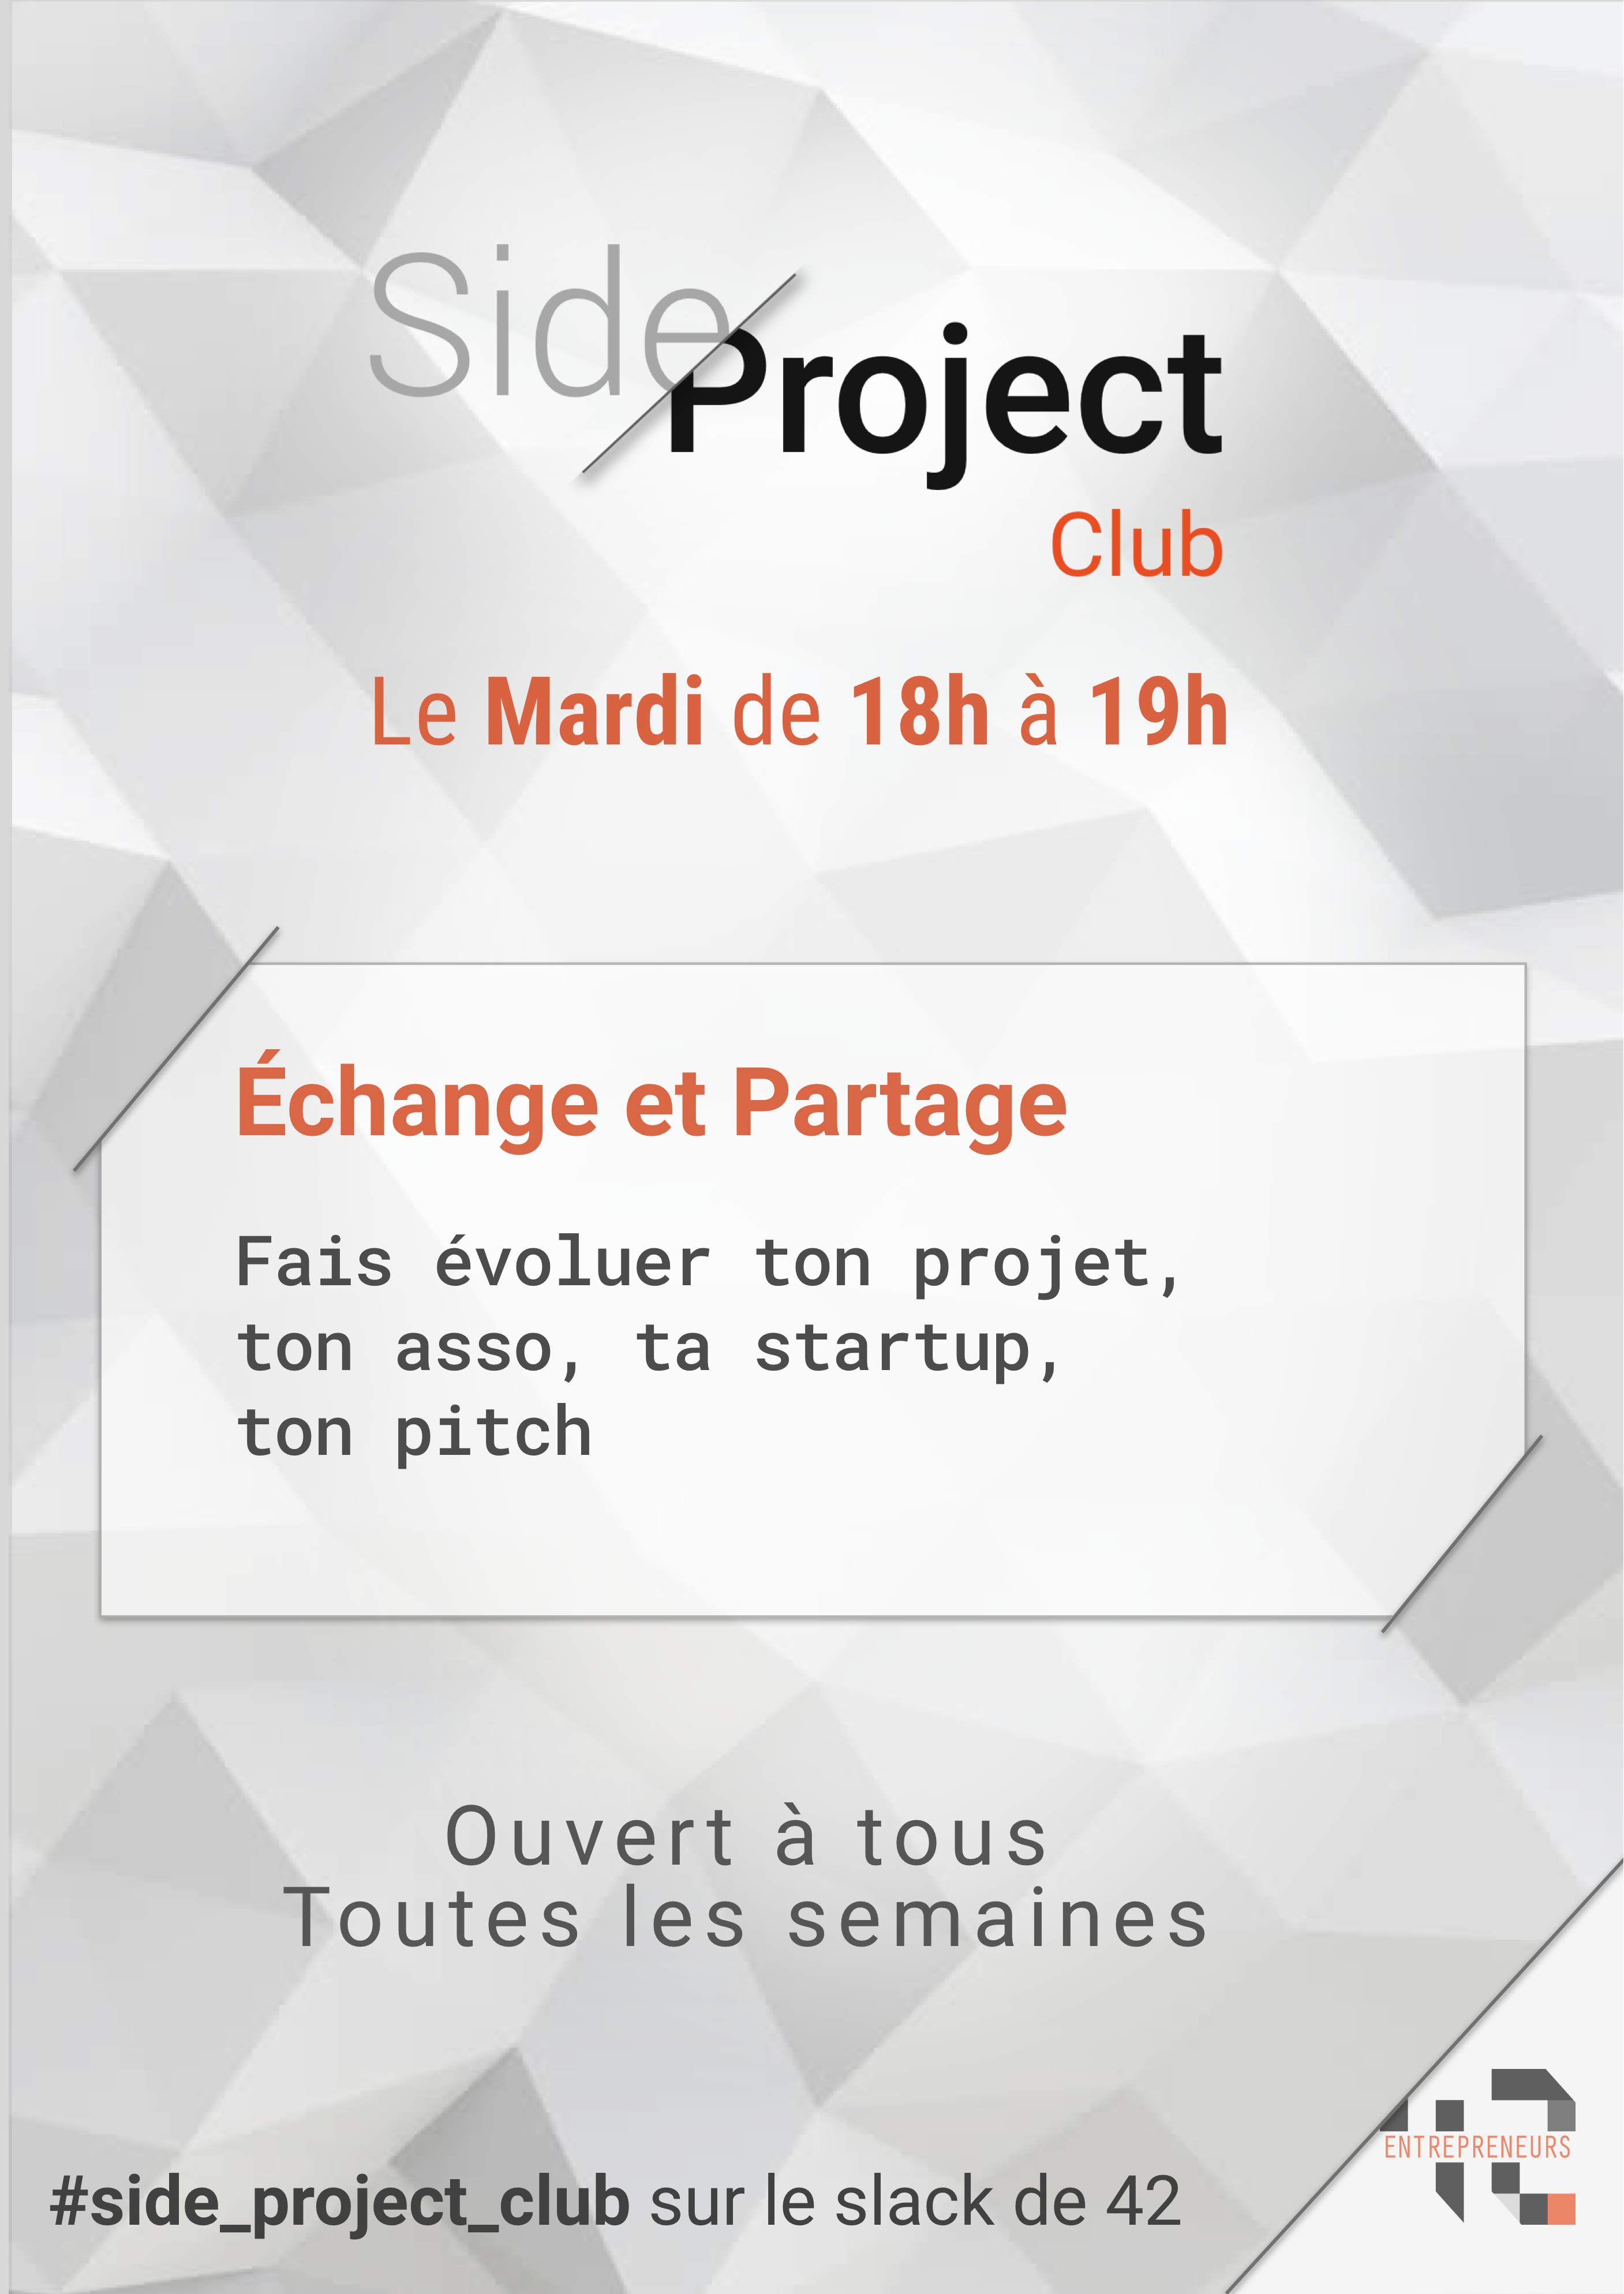 Side
Project
Club
Le Mardi de 18h à 19h
Échange et Partage
Fais évoluer ton projet,
ton asso, ta startup,
ton pitch
Ouvert à tous
Toutes les semaines
42
ENTREPRENEURS
#side_project_club sur le slack de 42